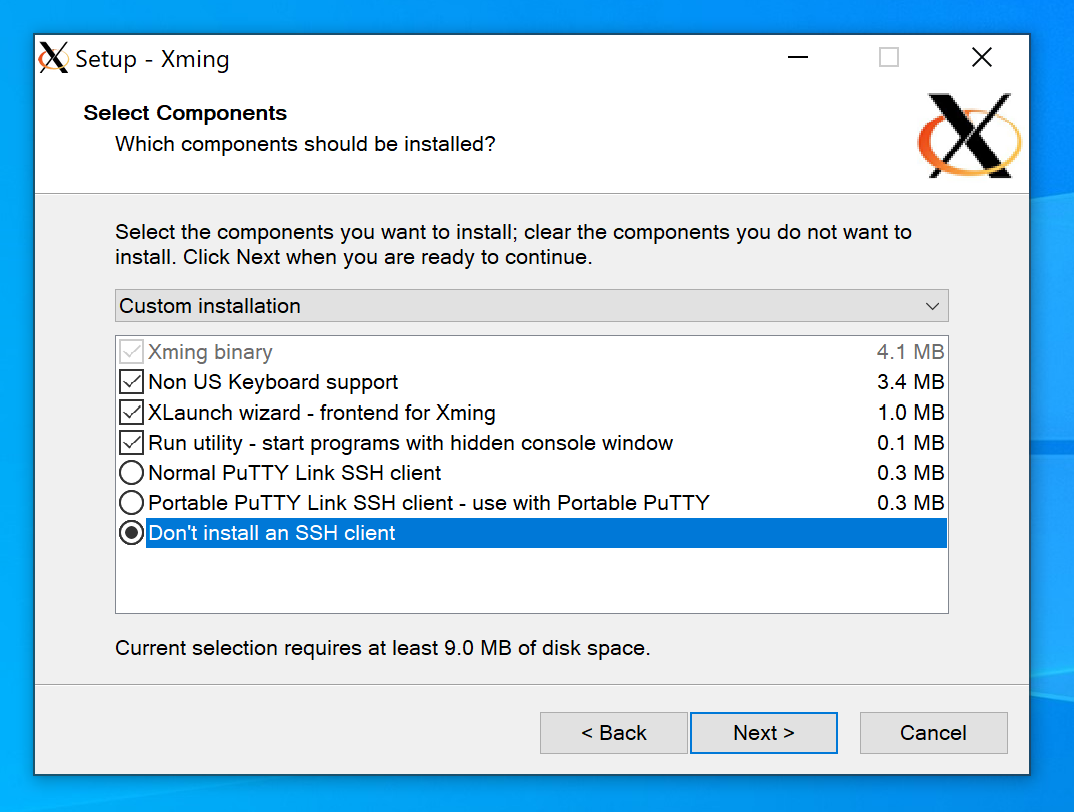 Setup - Xming
Select Components
Which components should be installed?
Select the components you want to install; clear the components you do not want to
install. Click Next when you are ready to continue.
Custom installation
Xming binary 4.1 MB
Non US Keyboard support 3.4 MB
XLaunch wizard - frontend for Xming 1.0 MB
Run utility - start programs with hidden console window 0.1 MB
Normal PuTTY Link SSH client 0.3 MB
Portable PuTTY Link SSH client - use with Portable PuTTY 0.3 MB
Don't install an SSH client
Current selection requires at least 9.0 MB of disk space.
< Back Next > Cancel